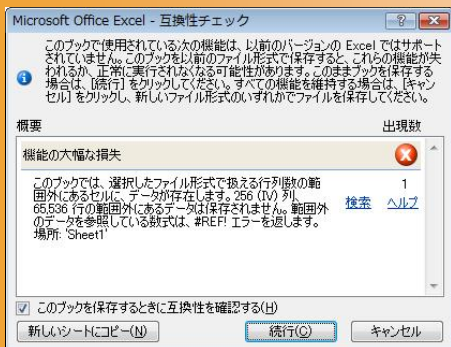 Microsoft Office Excel - 互換性チェック
このブックで使用されている次の機能は、以前のバージョンの Excel ではサポート
されていません。このブックを以前のファイル形式で保存すると、これらの機能が失
われるか、正常に実行されなくなる可能性があります。このままブックを保存する
場合は、[続行] をクリックしてください。すべての機能を維持する場合は、[キャン
セル] をクリックし、新しいファイル形式のいずれかでファイルを保存してください。
概要 出現数
機能の大幅な損失
このブックでは、選択したファイル形式で扱える行列数の範 1
囲外にあるセルに、データが存在します。256 (IV) 列、 検索 ヘルプ
65,536 行の範囲外にあるデータは保存されません。範囲外
のデータを参照している数式は、#REF! エラーを返します。
場所: 'Sheet1'
このブックを保存するときに互換性を確認する(H)
新しいシートにコピー(N) 続行(C) キャンセル